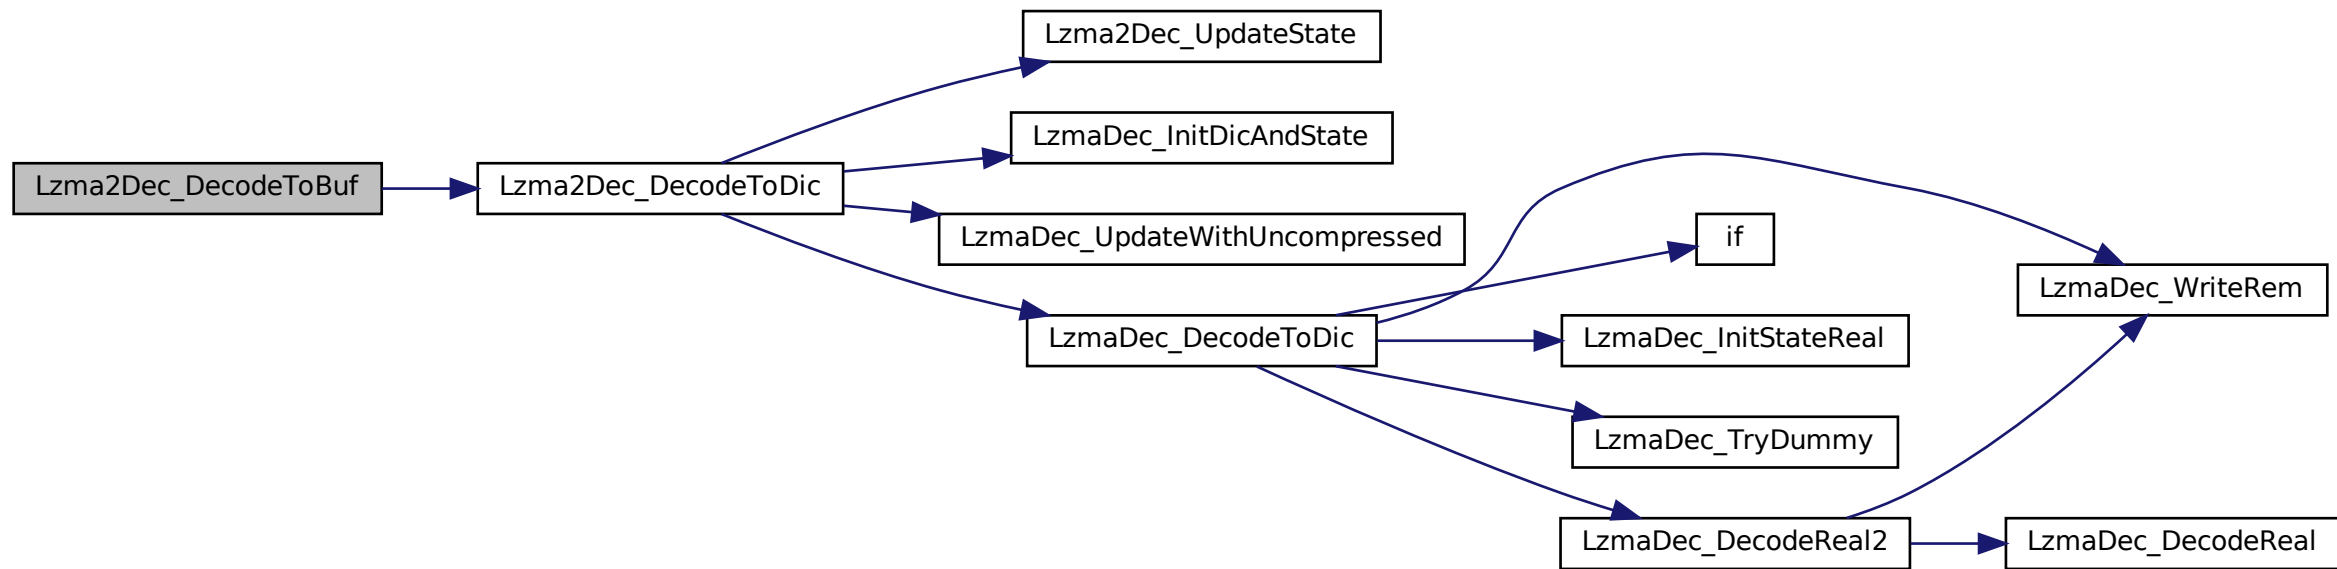 Lzma2Dec_UpdateState
LzmaDec_InitDicAndState
Lzma2Dec_DecodeToBuf
Lzma2Dec_DecodeToDic
LzmaDec_UpdateWithUncompressed
if
LzmaDec_WriteRem
LzmaDec_DecodeToDic
LzmaDec_InitStateReal
LzmaDec_TryDummy
LzmaDec_DecodeReal2
LzmaDec_DecodeReal